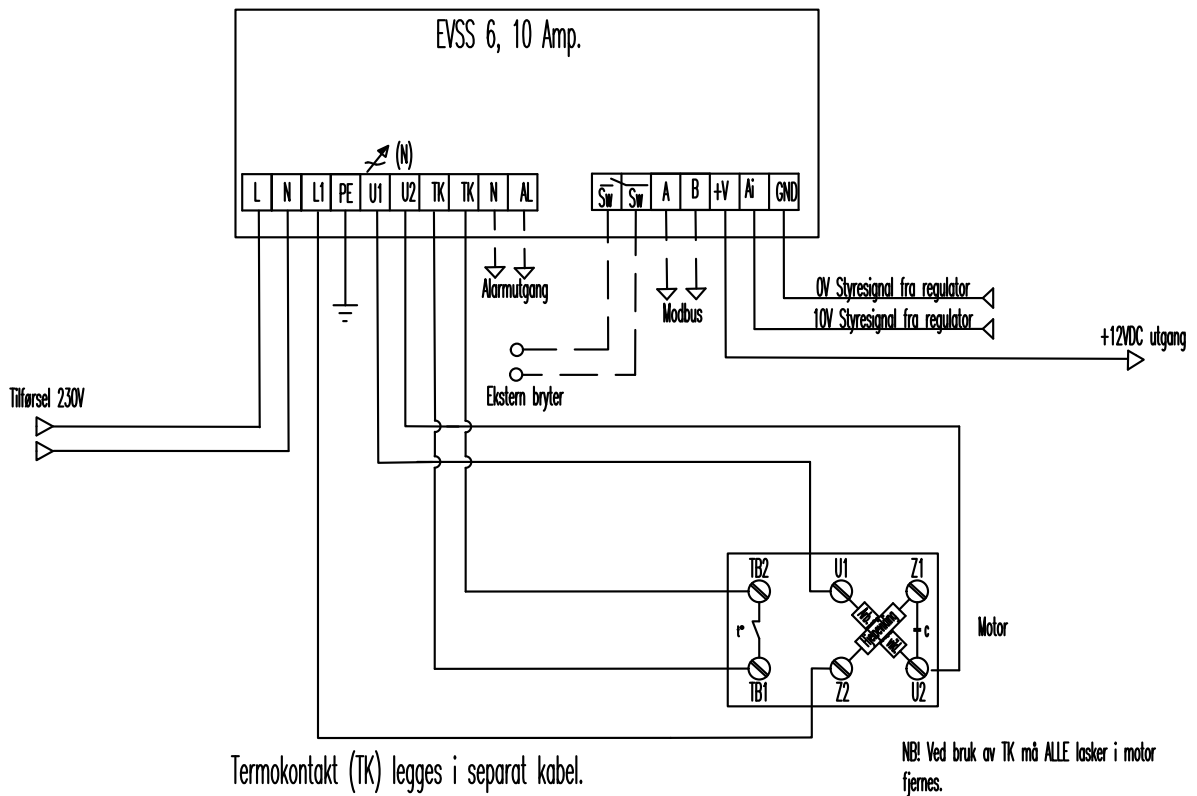 EVSS 6, 10 Amp.
(N)
L N L1 PE U1 U2 TK TK N AL
Sw Sw A B +V Ai GND
Alarmutgang
Modbus
0V Styresignal fra regulator
10V Styresignal fra regulator
+12VDC utgang
Ekstern bryter
Tilførsel 230V
TB2 U1 Z1
t° c
Motor
TB1 Z2 U2
Termokontakt (TK) legges i separat kabel.
NB! Ved bruk av TK må ALLE lasker i motor
fjernes.